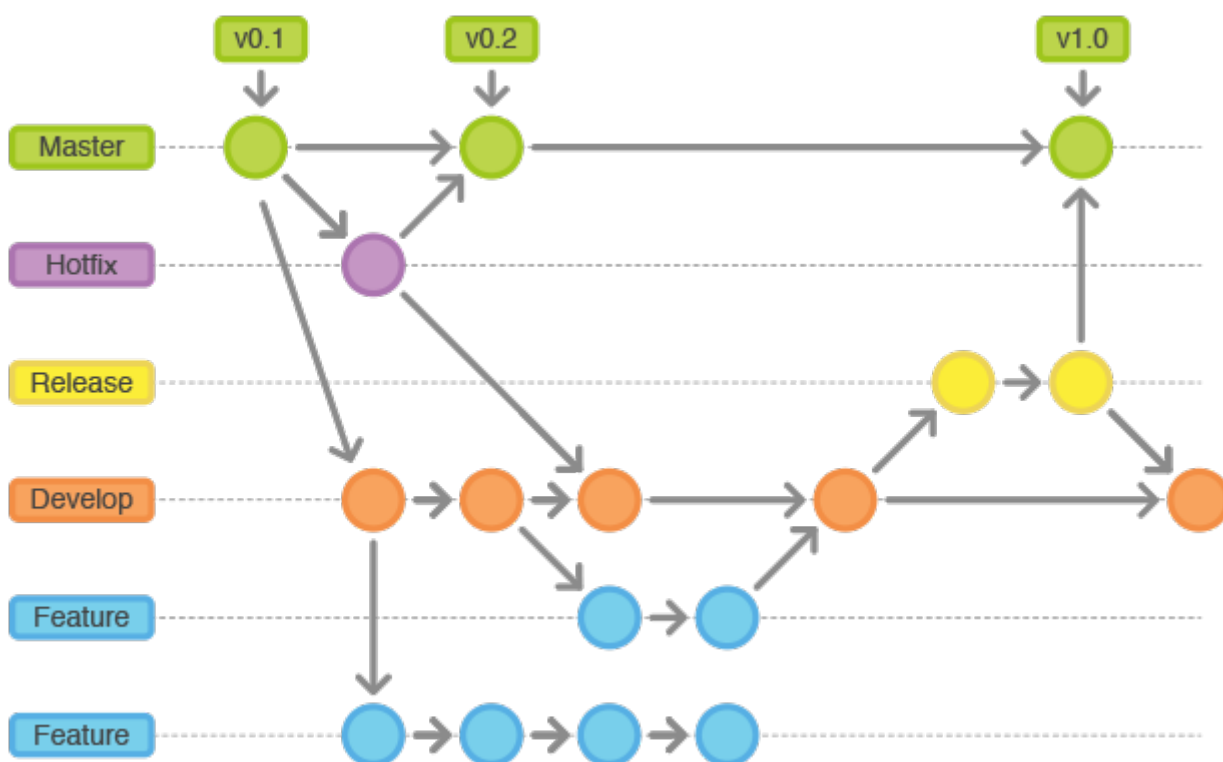 v0.1
v0.2
v1.0
Master
Hotfix
Release
Develop
Feature
Feature